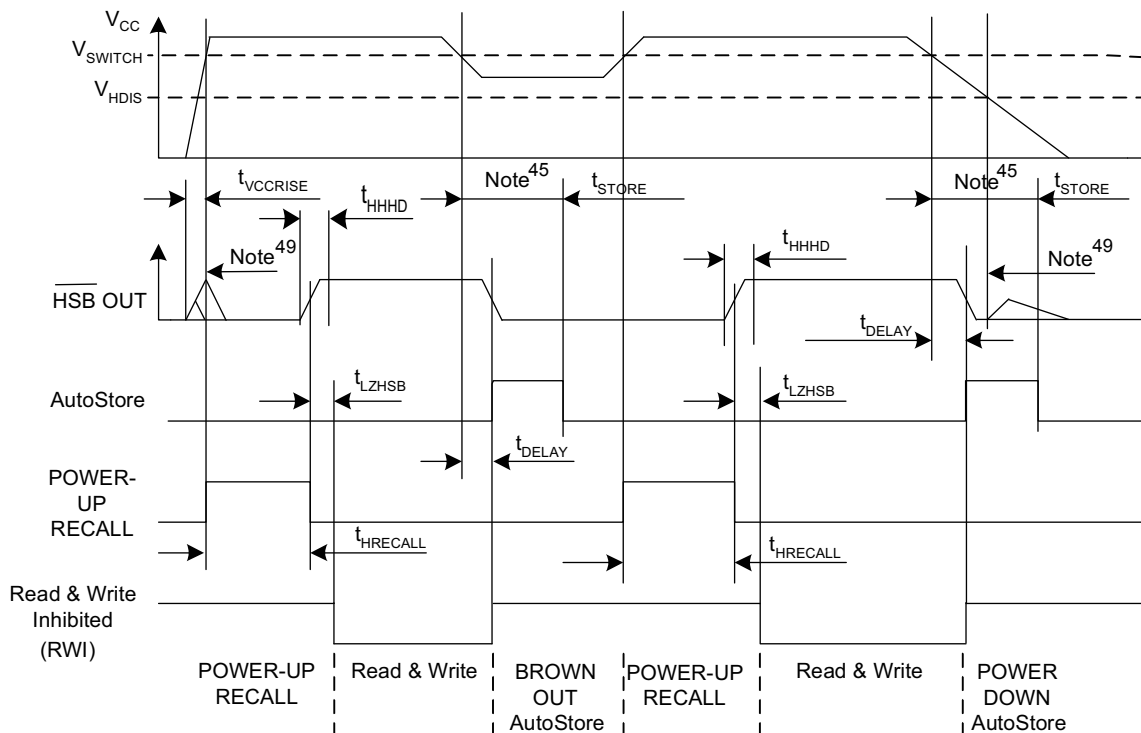 VCC
VSWITCH
VHDIS
tVCCRISE
tHHHD
Note45
tSTORE
Note45
tSTORE
Note49
tHHHD
Note49
HSB OUT
tDELAY
tLZHSB
tLZHSB
AutoStore
tDELAY
POWER-
UP
RECALL
tHRECALL
tHRECALL
Read & Write
Inhibited
(RWI)
POWER-UP
RECALL
Read & Write
BROWN
OUT
AutoStore
POWER-UP
RECALL
Read & Write
POWER
DOWN
AutoStore